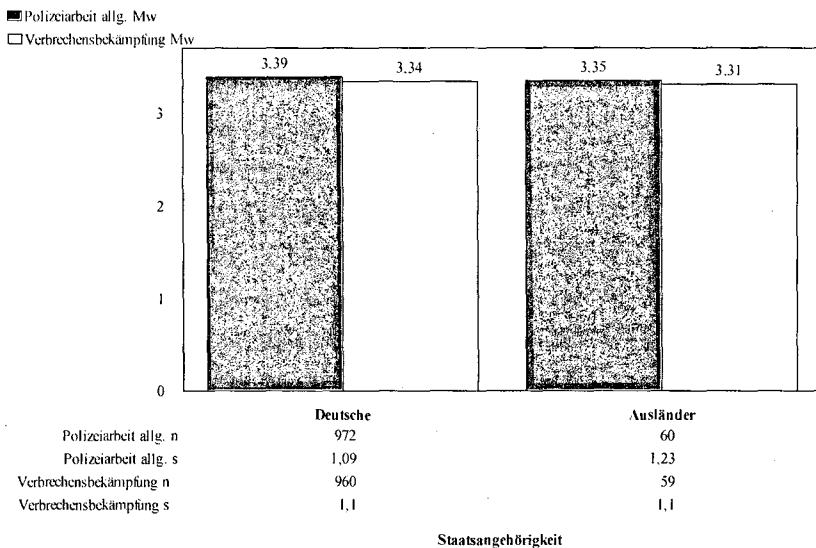 Polizeiarbeit allg. Mw
Verbrechensbekämpfung Mw
3,39 3,34 3,35 3,31
3
2
1
0
Deutsche Ausländer
Polizeiarbeit allg. n 972 60
Polizeiarbeit allg. s 1,09 1,23
Verbrechensbekämpfung n 960 59
Verbrechensbekämpfung s 1,1 1,1
Staatsangehörigkeit